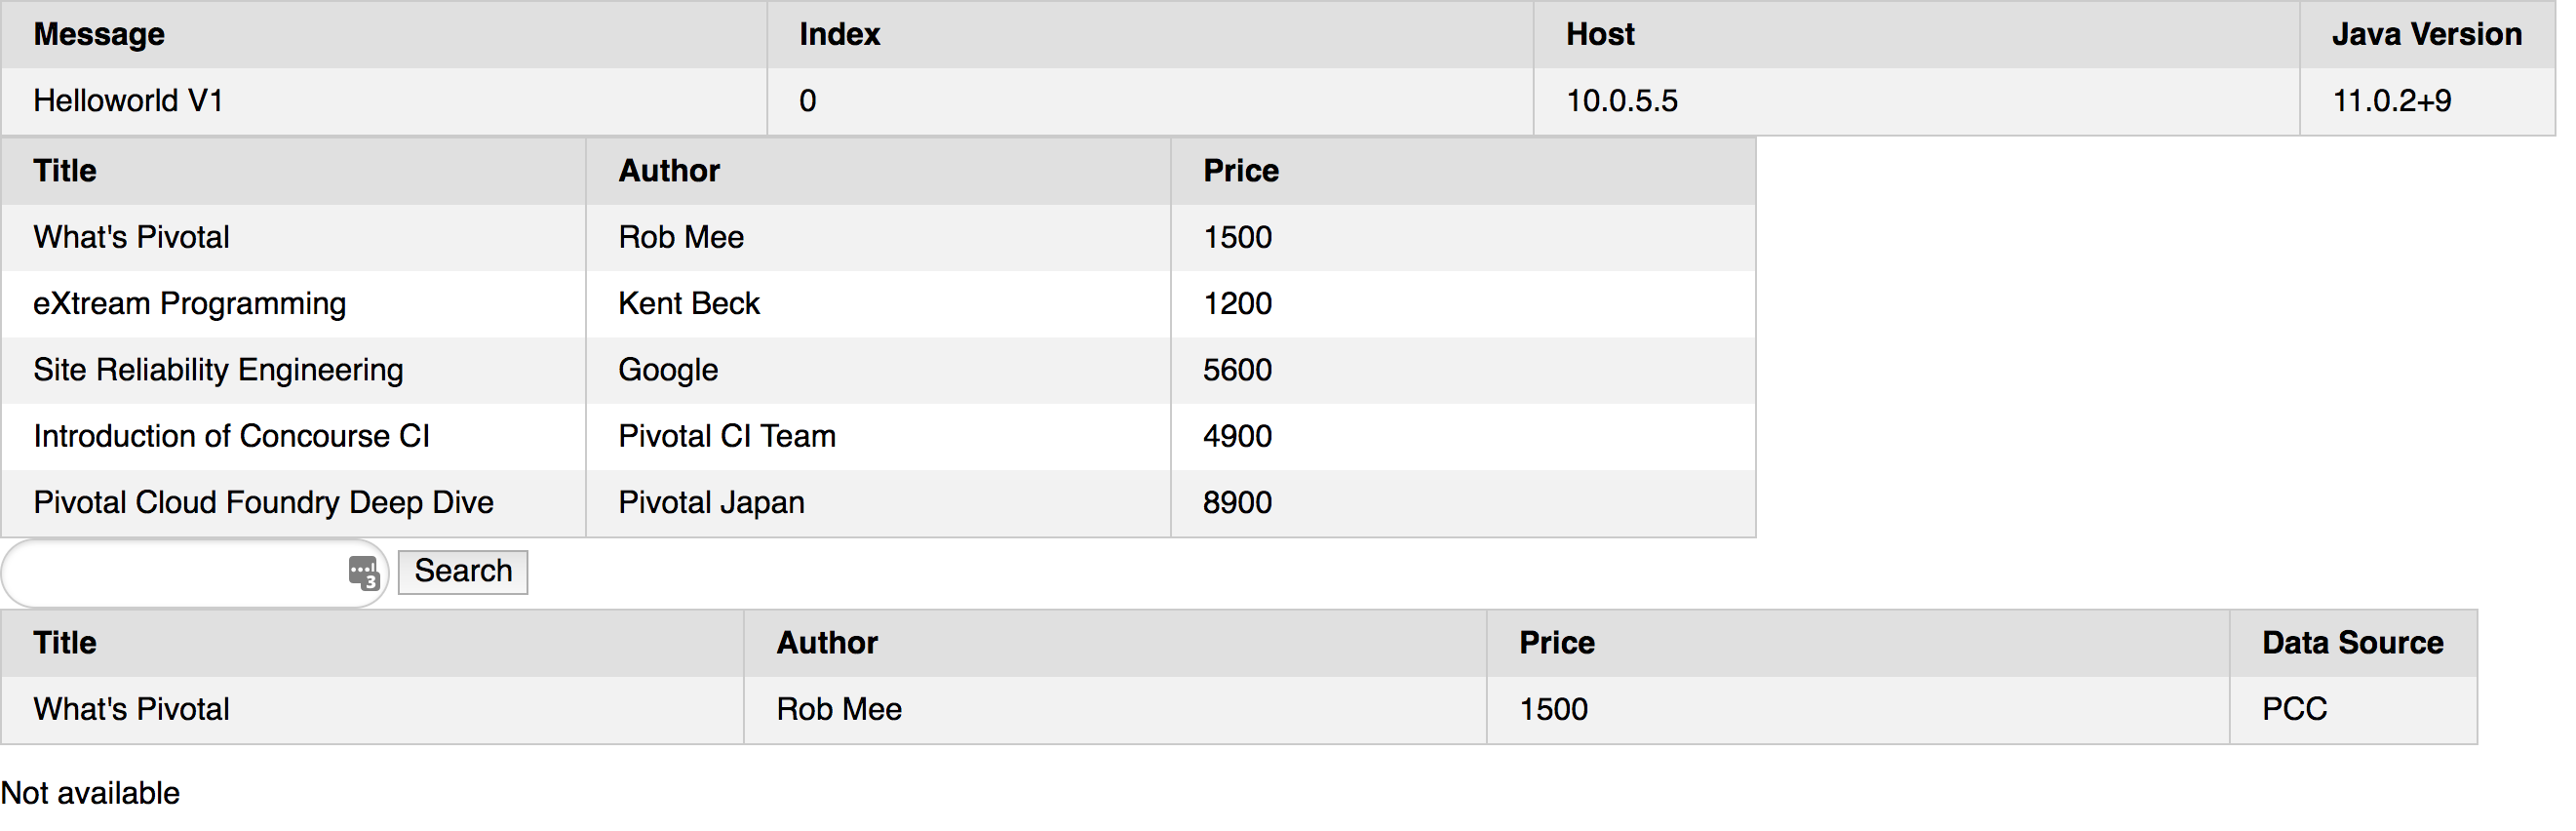 Message Index Host Java Version
Helloworld V1 0 10.0.5.5 11.0.2+9
Title Author Price
What's Pivotal Rob Mee 1500
eXtream Programming Kent Beck 1200
Site Reliability Engineering Google 5600
Introduction of Concourse CI Pivotal CI Team 4900
Pivotal Cloud Foundry Deep Dive Pivotal Japan 8900
3 Search
Title Author Price Data Source
What's Pivotal Rob Mee 1500 PCC
Not available